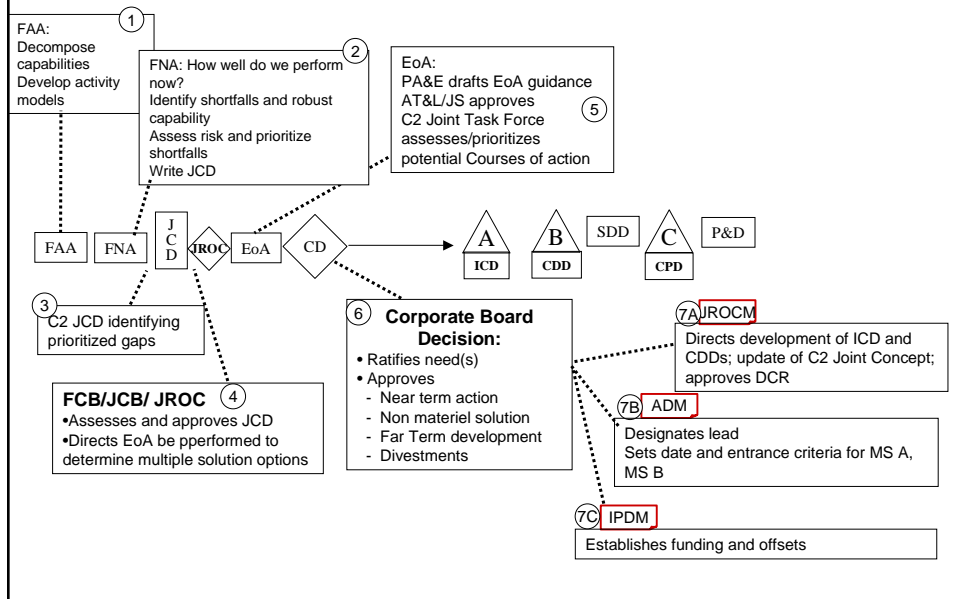 1
FAA:
Decompose
capabilities
Develop activity
models
2
FNA: How well do we perform
now?
Identify shortfalls and robust
capability
Assess risk and prioritize
shortfalls
Write JCD
EoA:
PA&E drafts EoA guidance
AT&L/JS approves
C2 Joint Task Force
assesses/prioritizes
potential Courses of action
5
FAA
FNA
J
C
D
JROC
EoA
CD
A
ICD
B
CDD
SDD
C
CPD
P&D
3
C2 JCD identifying
prioritized gaps
FCB/JCB/ JROC
4
•Assesses and approves JCD
•Directs EoA be pperformed to
determine multiple solution options
6
Corporate Board
Decision:
• Ratifies need(s)
• Approves
- Near term action
- Non materiel solution
- Far Term development
- Divestments
7A JROCM
Directs development of ICD and
CDDs; update of C2 Joint Concept;
approves DCR
7B ADM
Designates lead
Sets date and entrance criteria for MS A,
MS B
7C IPDM
Establishes funding and offsets